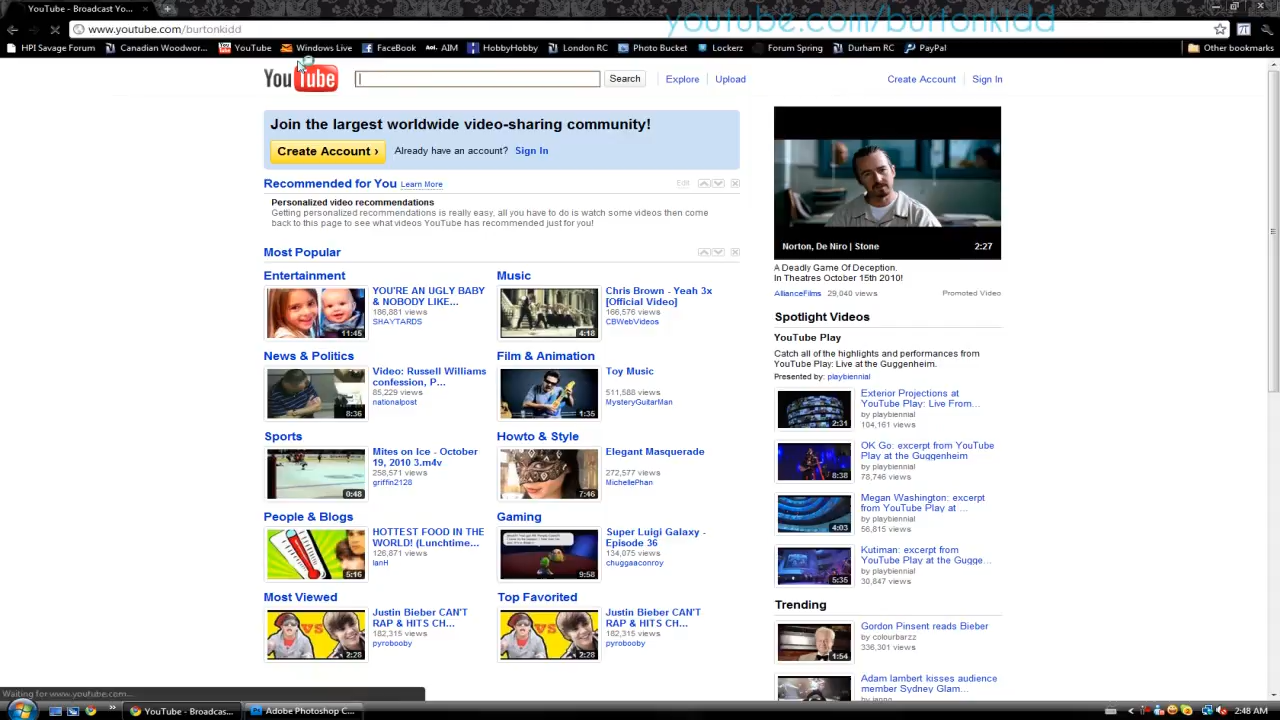 YouTube - Broadcast Yo...
youtube.com/burtonkidd
www.youtube.com/burtonkidd
HPI Savage Forum
Canadian Woodwor...
YouTube
Windows Live
FaceBook
Aol. AIM
HobbyHobby
London RC
Photo Bucket
Lockerz
Forum Spring
Durham RC
PayPal
Other bookmarks
YouTube
Search
Explore
Upload
Create Account
Sign In
Join the largest worldwide video-sharing community!
Create Account ›
Already have an account? Sign In
Recommended for You Learn More
Edit
Personalized video recommendations
Getting personalized recommendations is really easy, all you have to do is watch some videos then come
back to this page to see what videos YouTube has recommended just for you!
Most Popular
Entertainment
YOU'RE AN UGLY BABY
& NOBODY LIKE...
186,881 views
SHAYTARDS
11:45
Music
Chris Brown - Yeah 3x
[Official Video]
166,576 views
CBWebVideos
4:18
News & Politics
Video: Russell Williams
confession, P...
85,229 views
nationalpost
8:36
Film & Animation
Toy Music
511,588 views
MysteryGuitarMan
1:35
Sports
Mites on Ice - October
19, 2010 3.m4v
258,571 views
griffin2128
0:48
Howto & Style
Elegant Masquerade
272,577 views
MichellePhan
7:46
People & Blogs
HOTTEST FOOD IN THE
WORLD! (Lunchtime...
126,871 views
IanH
5:16
Gaming
Super Luigi Galaxy -
Episode 36
134,075 views
chuggaaconroy
9:58
Most Viewed
Justin Bieber CAN'T
RAP & HITS CH...
182,315 views
pyrobooby
VS
2:28
Top Favorited
Justin Bieber CAN'T
RAP & HITS CH...
182,315 views
pyrobooby
VS
2:28
Norton, De Niro | Stone
2:27
A Deadly Game Of Deception.
In Theatres October 15th 2010!
AllianceFilms 29,040 views
Promoted Video
Spotlight Videos
YouTube Play
Catch all of the highlights and performances from
YouTube Play: Live at the Guggenheim.
Presented by: playbiennial
Exterior Projections at
YouTube Play: Live From...
by playbiennial
104,161 views
2:31
OK Go: excerpt from YouTube
Play at the Guggenheim
by playbiennial
78,746 views
8:38
Megan Washington: excerpt
from YouTube Play at ...
by playbiennial
56,815 views
4:03
Kutiman: excerpt from
YouTube Play at the Gugge...
by playbiennial
30,847 views
5:35
Trending
Gordon Pinsent reads Bieber
by colourbarzz
336,301 views
1:54
Adam lambert kisses audience
member Sydney Glam...
Waiting for www.youtube.com...
YouTube - Broadcas...
Adobe Photoshop C...
2:48 AM